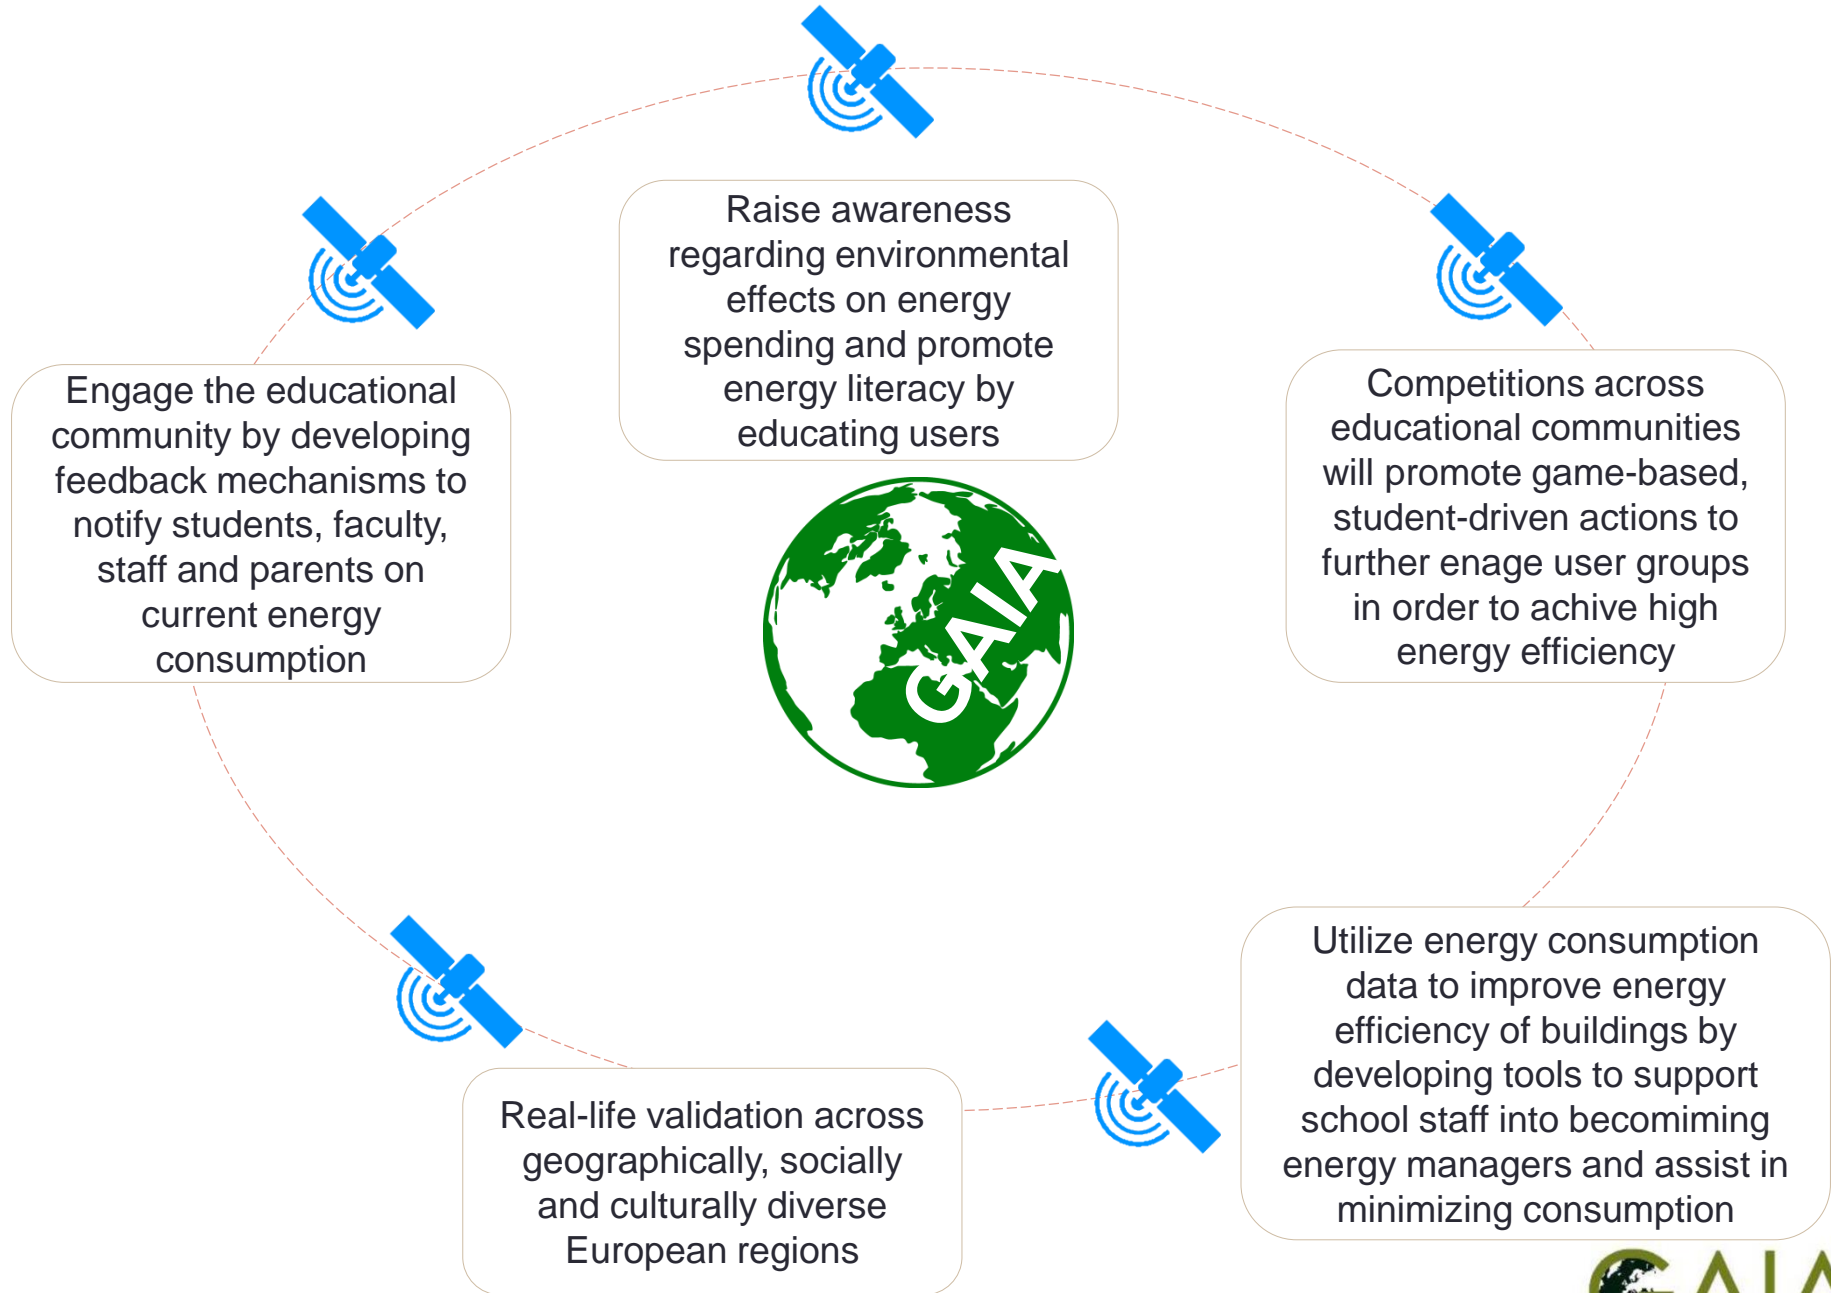 Raise awareness
regarding environmental
effects on energy
spending and promote
energy literacy by
educating users
Engage the educational
community by developing
feedback mechanisms to
notify students, faculty,
staff and parents on
current energy
consumption
Competitions across
educational communities
will promote game-based,
student-driven actions to
further enage user groups
in order to achive high
energy efficiency
GAIA
Utilize energy consumption
data to improve energy
efficiency of buildings by
developing tools to support
school staff into becomiming
energy managers and assist in
minimizing consumption
Real-life validation across
geographically, socially
and culturally diverse
European regions
GAIA